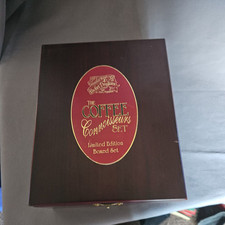 THE
COFFEE
Connoisseurs
SET
Limited Edition
Boxed Set